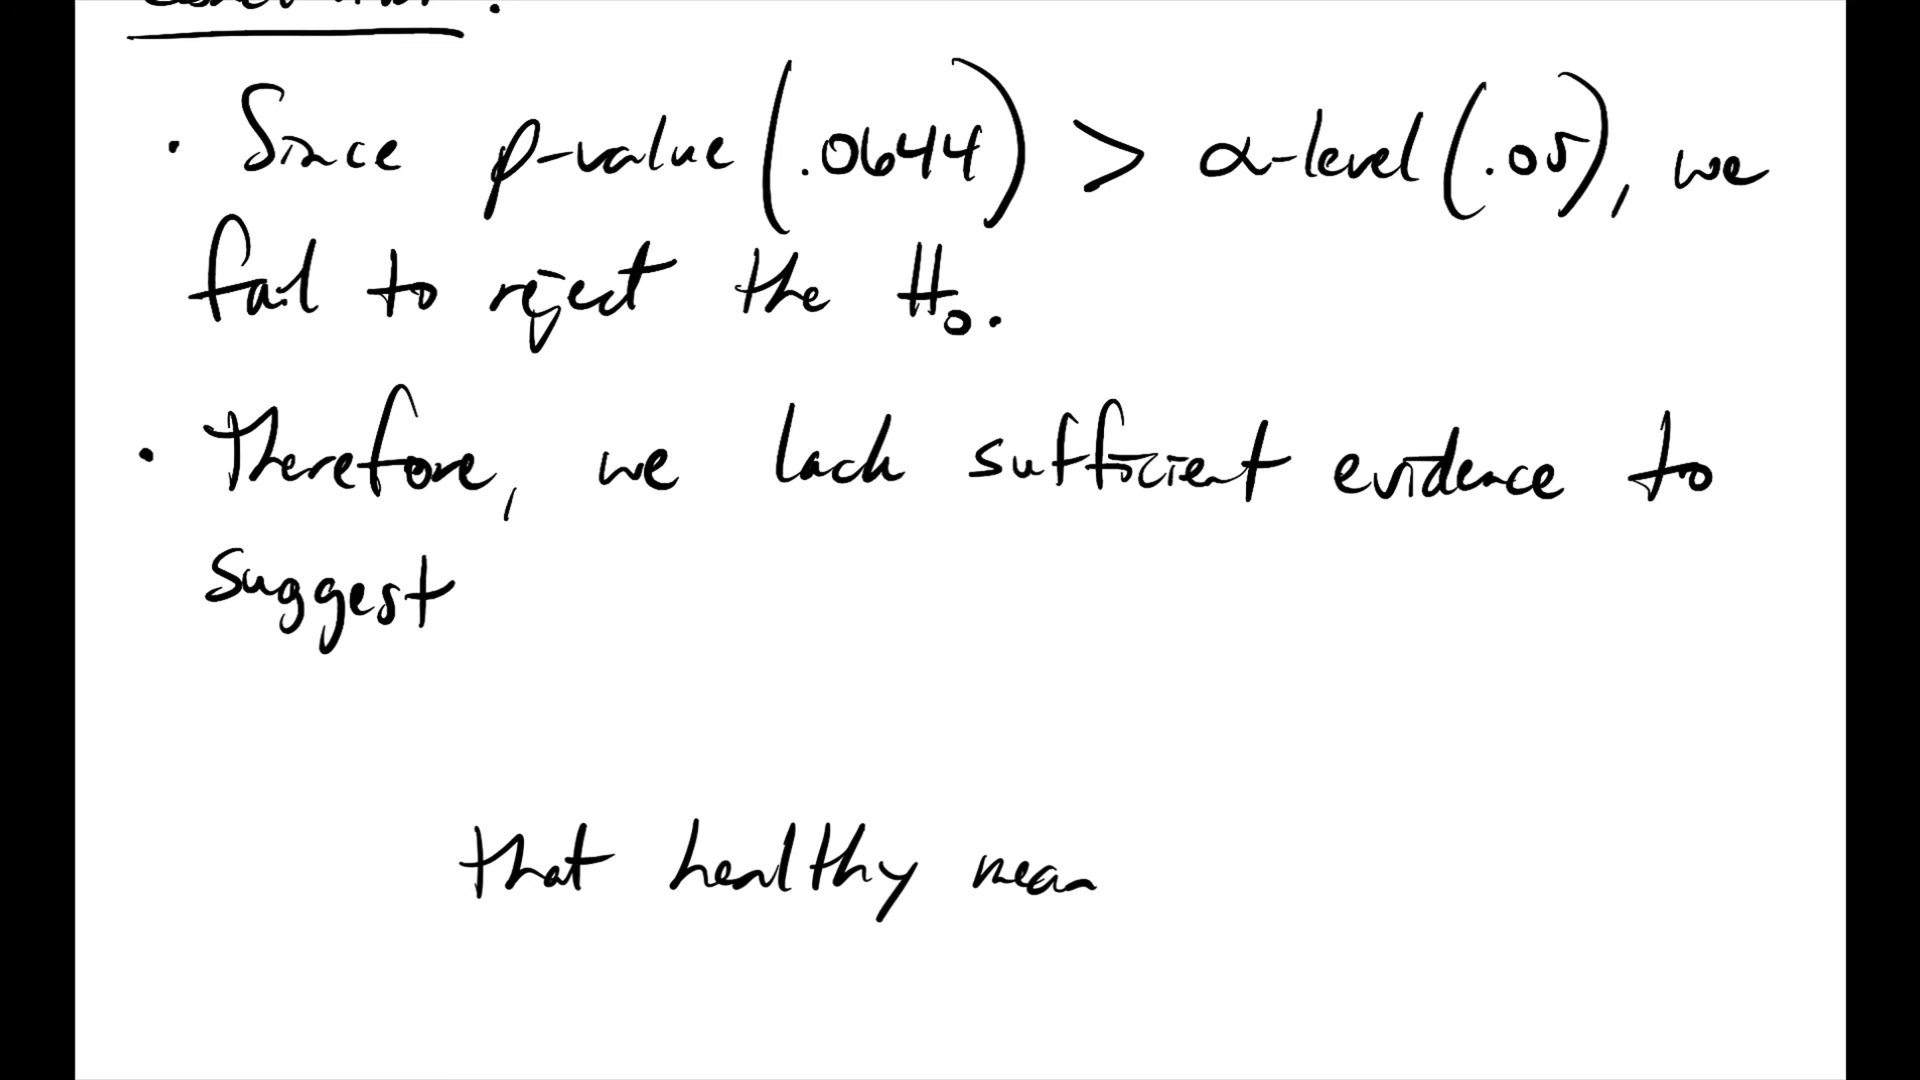 • Since p-value (.0644) > α-level (.05), we
fail to reject the H₀.
• Therefore, we lack sufficient evidence to
suggest
that healthy mean